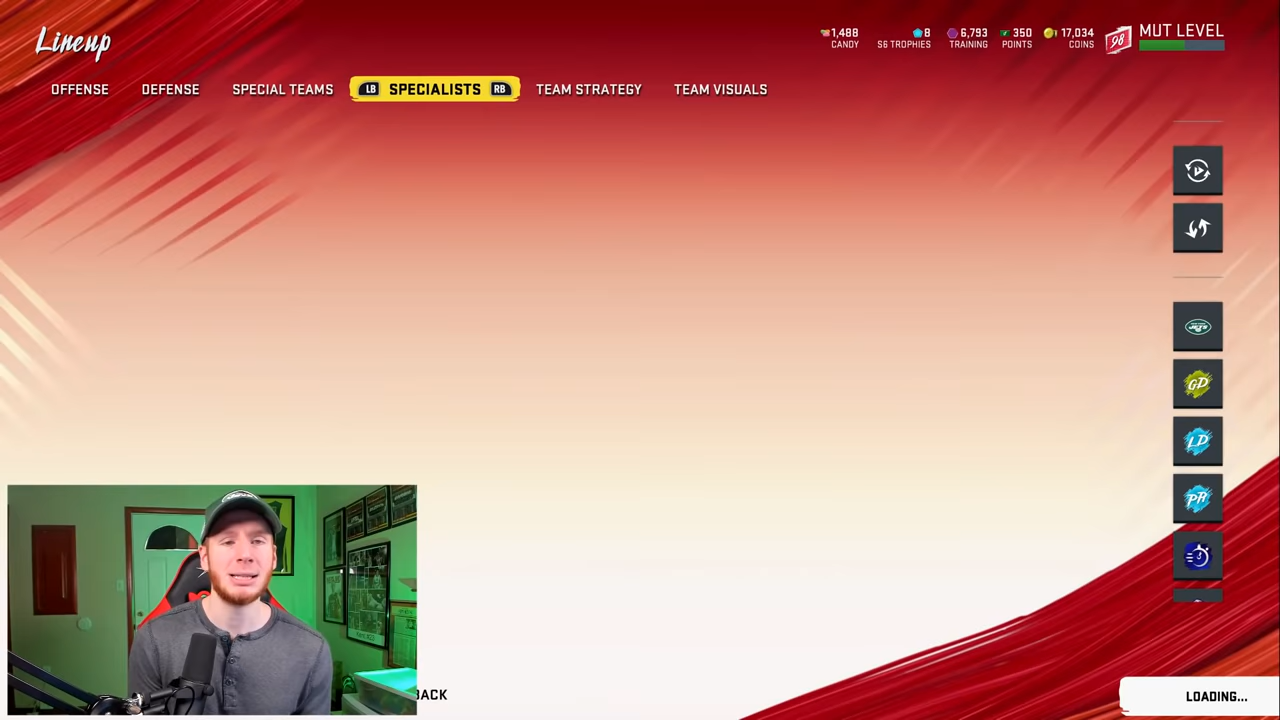 Lineup
1,488
CANDY
8
S6 TROPHIES
6,793
TRAINING
350
POINTS
17,034
COINS
98
MUT LEVEL
OFFENSE
DEFENSE
SPECIAL TEAMS
LB SPECIALISTS RB
TEAM STRATEGY
TEAM VISUALS
JETS
GD
LD
PR
ACK
LOADING...